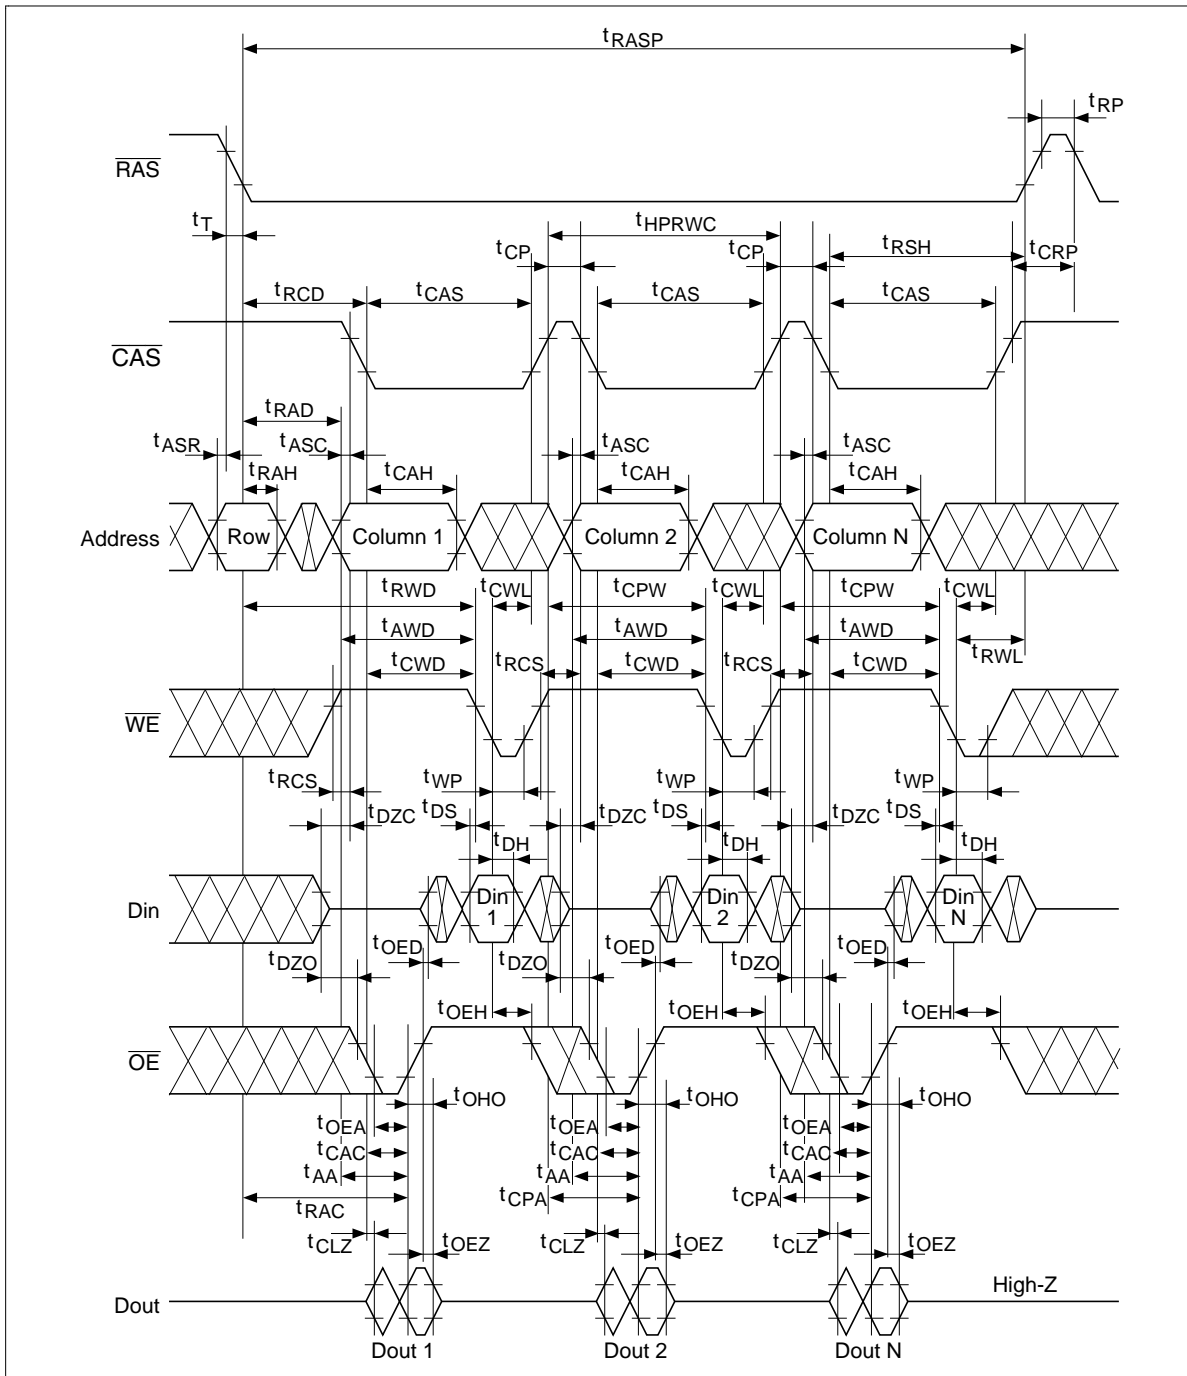 tRASP
tRP
RAS
tT
tHPRWC
tCP
tCP
tRSH
tCRP
tRCD
tCAS
tCAS
tCAS
CAS
tRAD
tASR
tASC
tASC
tASC
tRAH
tCAH
tCAH
tCAH
Address
Row
Column 1
Column 2
Column N
tRWD
tCWL
tCPW
tCWL
tCPW
tCWL
tAWD
tAWD
tAWD
tRCS
tRCS
tRWL
tCWD
tCWD
tCWD
WE
tRCS
tWP
tWP
tWP
tDZC
tDS
tDZC
tDS
tDZC
tDS
tDH
tDH
tDH
Din
Din 1
Din 2
Din N
tOED
tOED
tOED
tDZO
tDZO
tDZO
tOEH
tOEH
tOEH
OE
tOHO
tOHO
tOHO
tOEA
tOEA
tOEA
tCAC
tCAC
tCAC
tAA
tAA
tAA
tRAC
tCPA
tCPA
tCLZ
tOEZ
tCLZ
tOEZ
tCLZ
tOEZ
High-Z
Dout
Dout 1
Dout 2
Dout N